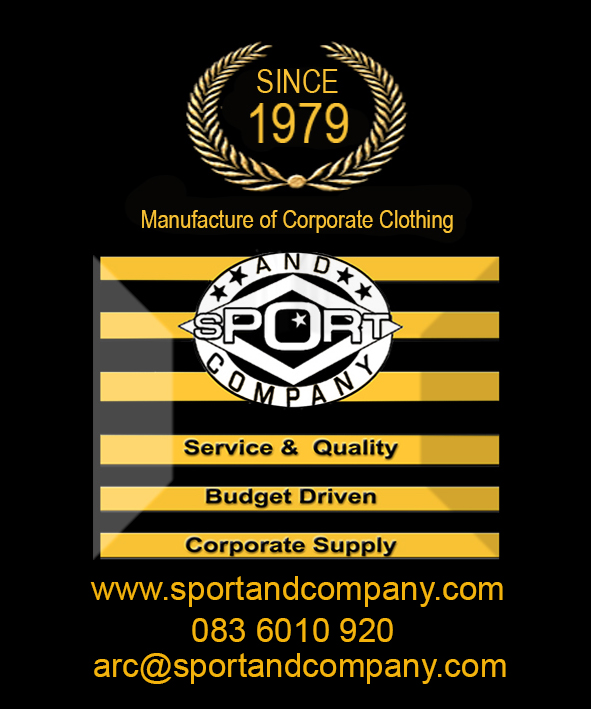 SINCE
1979
Manufacture of Corporate Clothing
AND
SPORT
COMPANY
Service & Quality
Budget Driven
Corporate Supply
www.sportandcompany.com
083 6010 920
arc@sportandcompany.com